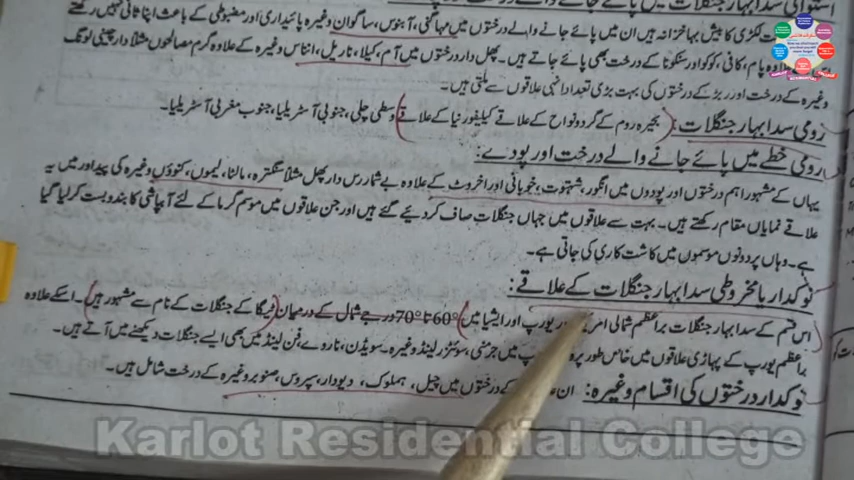 استوائی سدا بہار جنگلات میں پائے جانے والے
لکڑی کا بیش بہا خزانہ ہیں ان میں پائے جانے والے درختوں میں مہاگنی، آبنوس، ساگوان وغیرہ پائیداری اور مضبوطی کے باعث اپنا ثانی نہیں رکھتے
علاوہ پام، کافی، کوکو اور سنکونا کے درخت بھی پائے جاتے ہیں۔ پھل دار درختوں میں آم، کیلا، ناریل، انناس وغیرہ کے علاوہ گرم مصالحوں مثلاً دار چینی لونگ
وغیرہ کے درخت اور ربڑ کے درختوں کی بہت بڑی تعداد انہی علاقوں سے ملتی ہیں۔
رومی سدا بہار جنگلات: بحیرہ روم کے گردونواح کے علاقے کیلیفورنیا کے علاقے وسطی چلی، جنوبی آسٹریلیا، جنوب مغربی آسٹریلیا۔
رومی خطے میں پائے جانے والے درخت اور پودے:
یہاں کے مشہور اہم درختوں اور پودوں میں انگور، شہتوت، خوبانی اور اخروٹ کے علاوہ بے شمار رس دار پھل مثلاً سنگترہ، مالٹا، لیموں، کنوؤں وغیرہ کی پیداور میں یہ
علاقے نمایاں مقام رکھتے ہیں۔ بہت سے علاقوں میں جہاں جنگلات صاف کر دیئے گئے ہیں اور جن علاقوں میں موسم گرما کے لئے آبپاشی کا بندوبست کر لیا گیا
ہے۔ وہاں پر دونوں موسموں میں کاشت کاری کی جاتی ہے۔
نوکدار یا مخروطی سدا بہار جنگلات کے علاقے:
اس قسم کے سدا بہار جنگلات براعظم شمالی یورپ اور ایشیا میں 60° تا 70° درجے شمال کے درمیان ٹیگا کے جنگلات کے نام سے مشہور ہیں۔ اسکے علاوہ
براعظم یورپ کے پہاڑی علاقوں میں خاص طور پر میں جرمنی، سوئٹزر لینڈ وغیرہ۔ سویڈن، ناروے، فن لینڈ میں بھی ایسے جنگلات دیکھنے میں آتے ہیں۔
نوکدار درختوں کی اقسام وغیرہ: ان کے درختوں میں چیل، ہملوک، دیودار، سپروس، صنوبر وغیرہ کے درخت شامل ہیں۔
Karlot Residential College